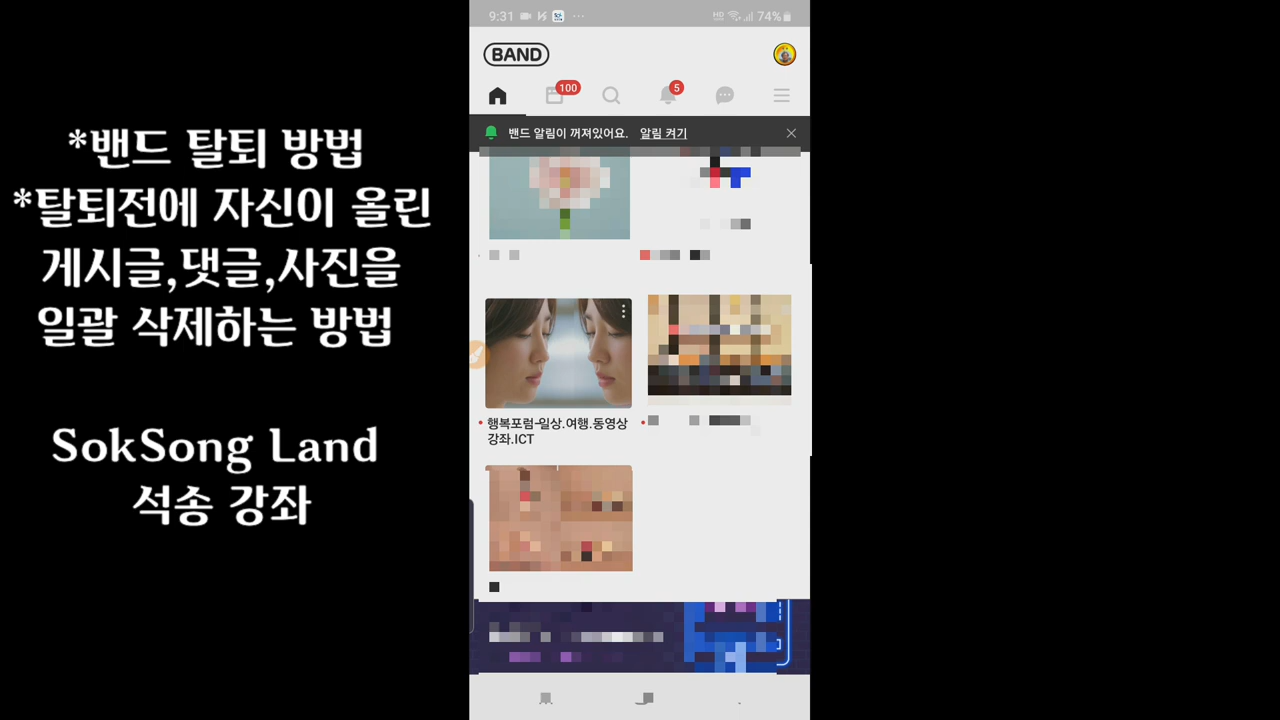 *밴드 탈퇴 방법
*탈퇴전에 자신이 올린
게시글,댓글,사진을
일괄 삭제하는 방법
SokSong Land
석송 강좌
9:31
74%
BAND
100
5
밴드 알림이 꺼져있어요. 알림 켜기
행복포럼-일상.여행.동영상
강좌.ICT